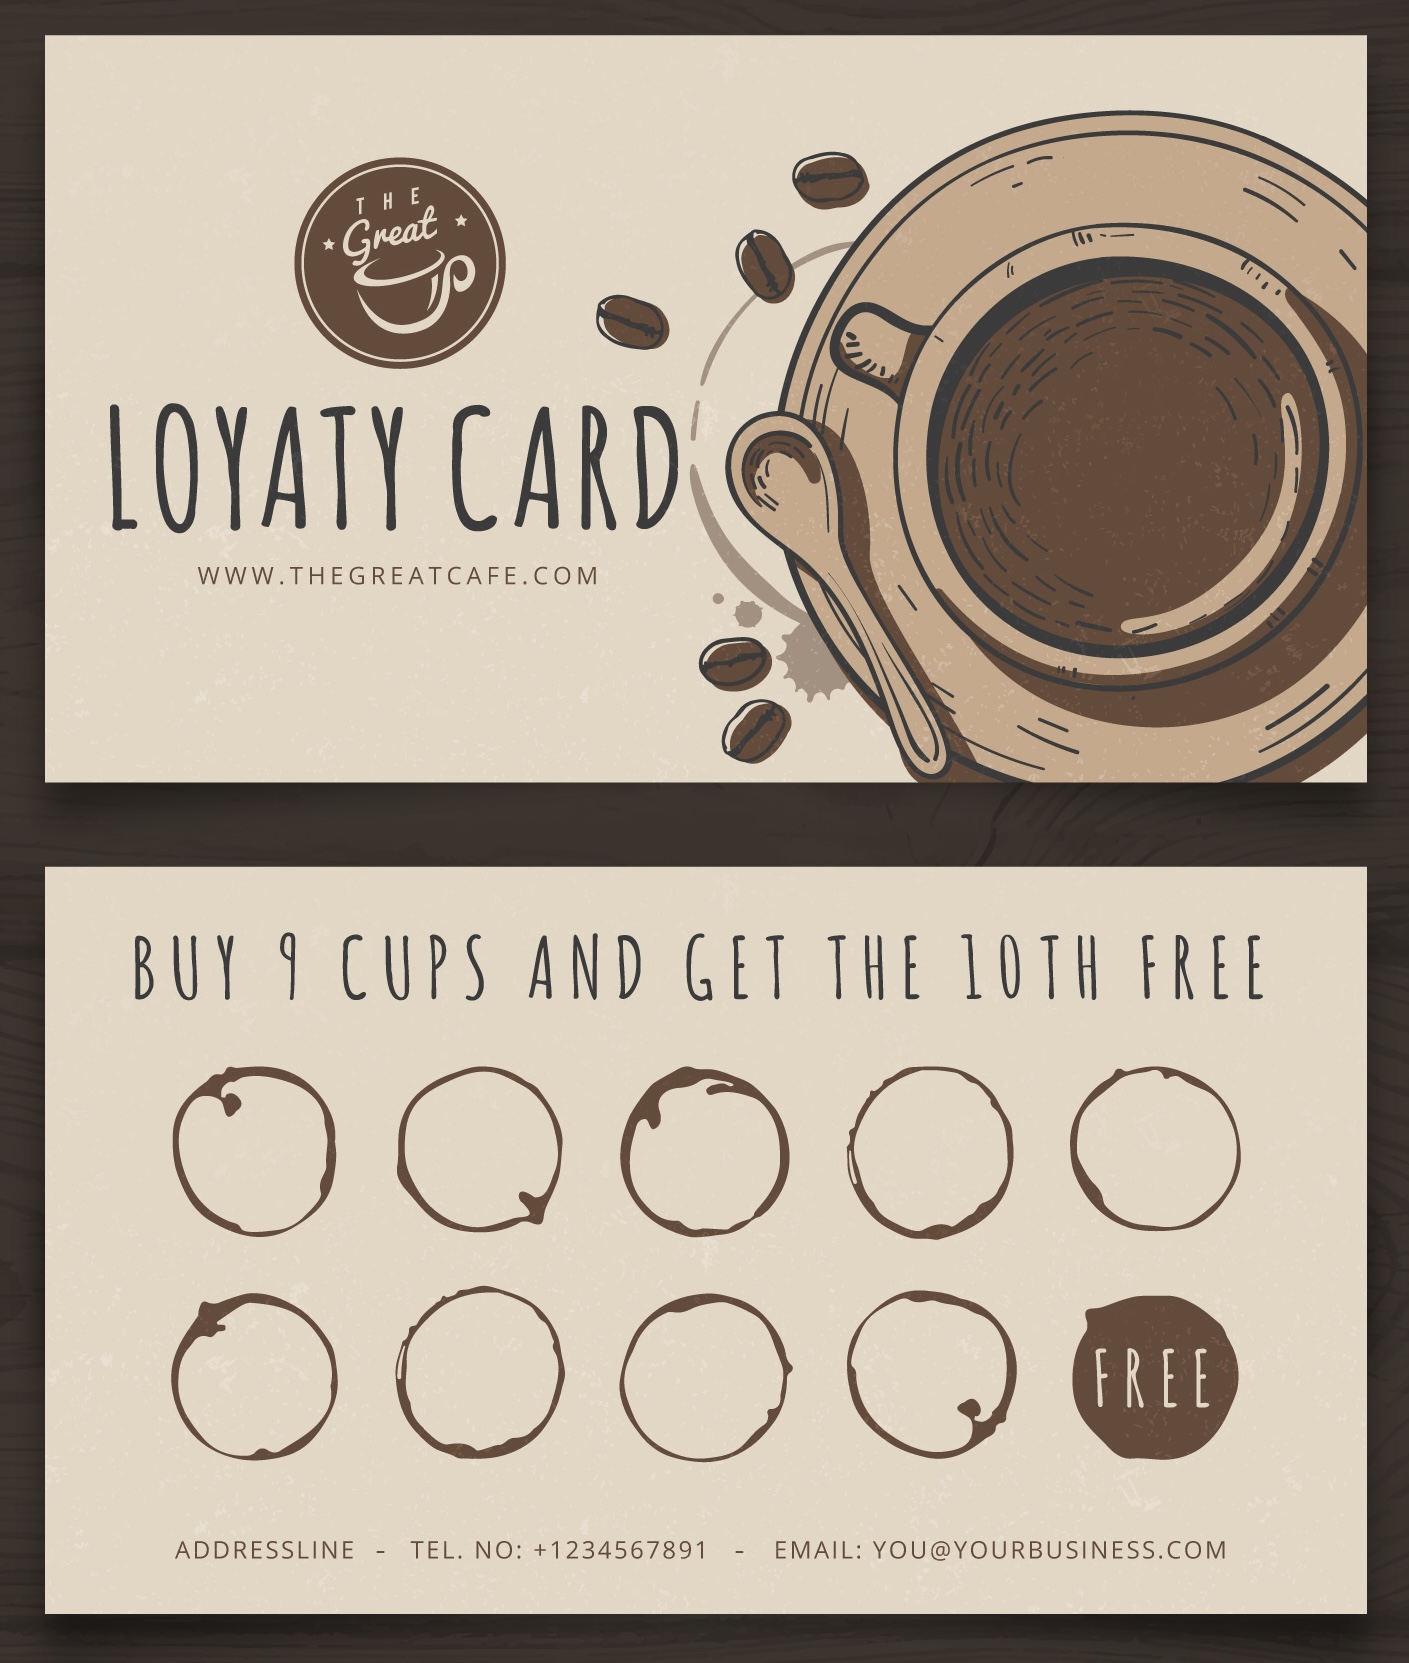 THE
Great
up
LOYATY CARD
WWW.THEGREATCAFE.COM
BUY 9 CUPS AND GET THE 10TH FREE
FREE
ADDRESSLINE - TEL. NO: +1234567891 - EMAIL: YOU@YOURBUSINESS.COM